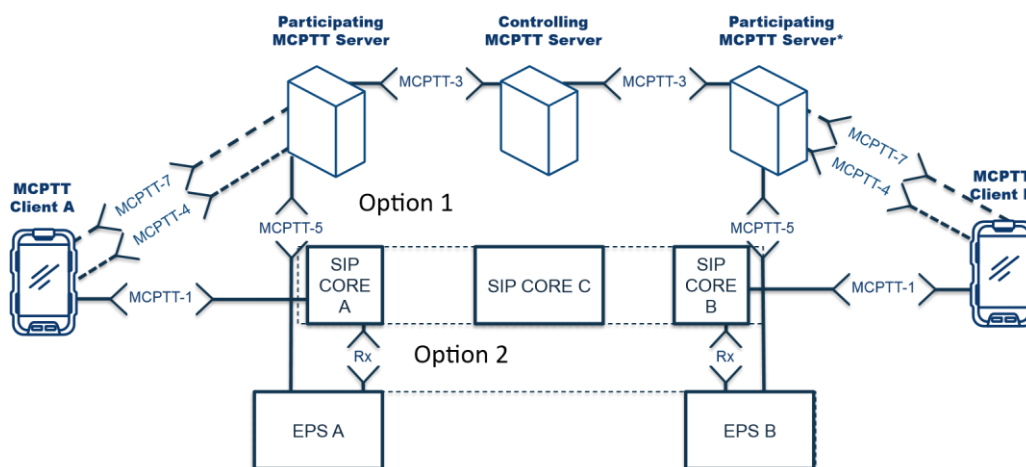 Participating
MCPTT Server
Controlling
MCPTT Server
Participating
MCPTT Server*
MCPTT-3
MCPTT-3
MCPTT
Client A
MCPTT-7
MCPTT-4
MCPTT-7
MCPTT-4
MCPTT
Client
Option 1
MCPTT-5
MCPTT-5
SIP
CORE
A
SIP CORE C
SIP
CORE
B
MCPTT-1
MCPTT-1
Rx
Option 2
Rx
EPS A
EPS B